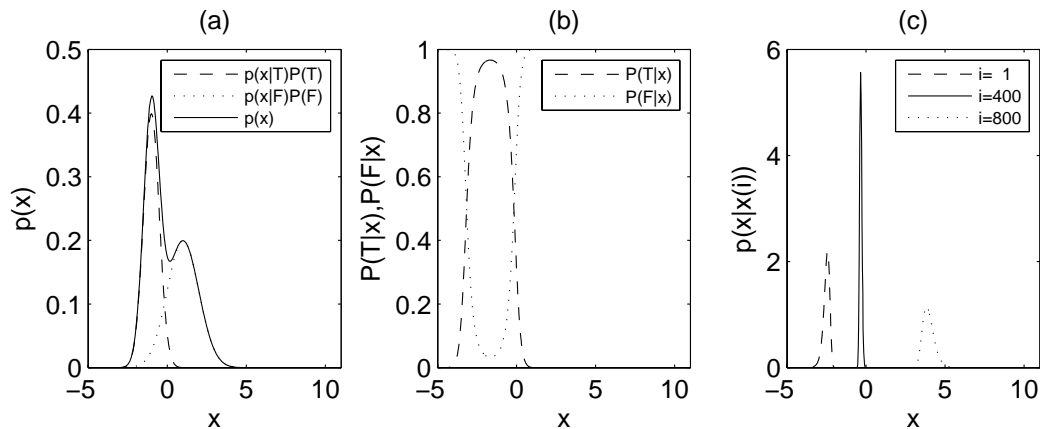 (a)
0.5
0.4
0.3
0.2
0.1
0
p(x)
p(x|T)P(T)
p(x|F)P(F)
p(x)
−5
0
5
10
x
(b)
1
0.8
0.6
0.4
0.2
0
P(T|x),P(F|x)
P(T|x)
P(F|x)
−5
0
5
10
x
(c)
6
4
2
0
p(x|x(i))
i= 1
i=400
i=800
−5
0
5
10
x